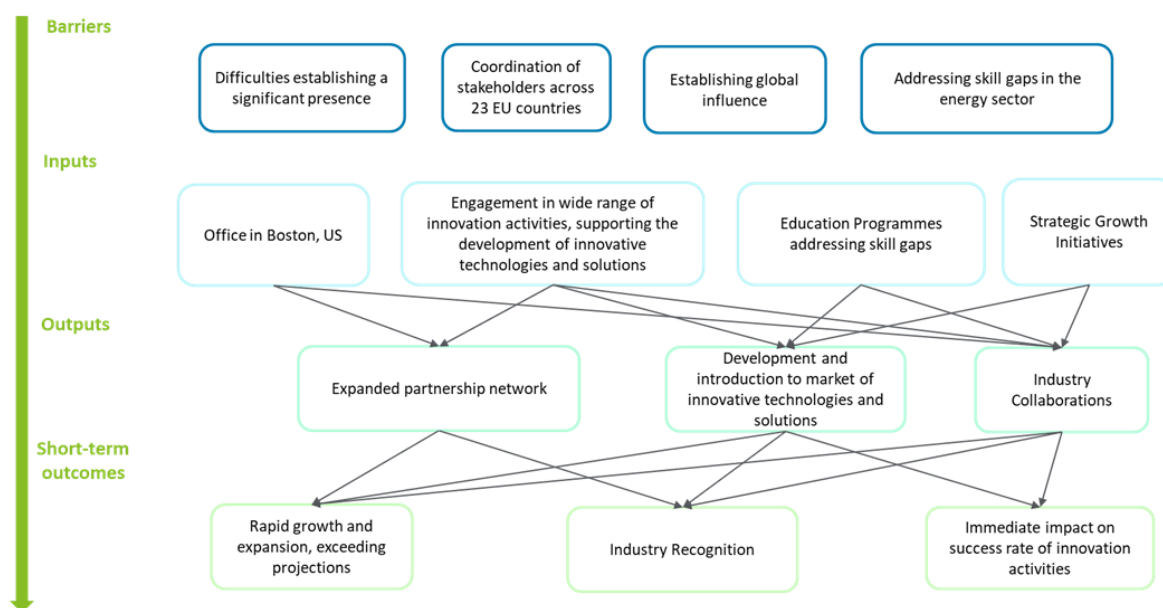 Barriers
Difficulties establishing a
significant presence
Coordination of
stakeholders across
23 EU countries
Establishing global
influence
Addressing skill gaps in the
energy sector
Inputs
Office in Boston, US
Engagement in wide range of
innovation activities, supporting the
development of innovative
technologies and solutions
Education Programmes
addressing skill gaps
Strategic Growth
Initiatives
Outputs
Expanded partnership network
Development and
introduction to market of
innovative technologies and
solutions
Industry
Collaborations
Short-term
outcomes
Rapid growth and
expansion, exceeding
projections
Industry Recognition
Immediate impact on
success rate of innovation
activities